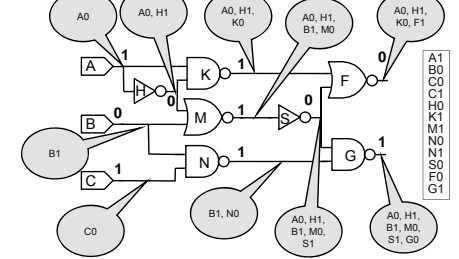 A0
A0, H1
A0, H1,
K0
A0, H1,
B1, M0
A0, H1,
K0, F1
A
1
H
0
K
1
F
0
B
0
M
1
S
0
B1
C
1
N
1
G
1
C0
B1, N0
A0, H1,
B1, M0,
S1
A0, H1,
B1, M0,
S1, G0
A1
B0
C0
C1
H0
K1
M1
N0
N1
S0
F0
G1